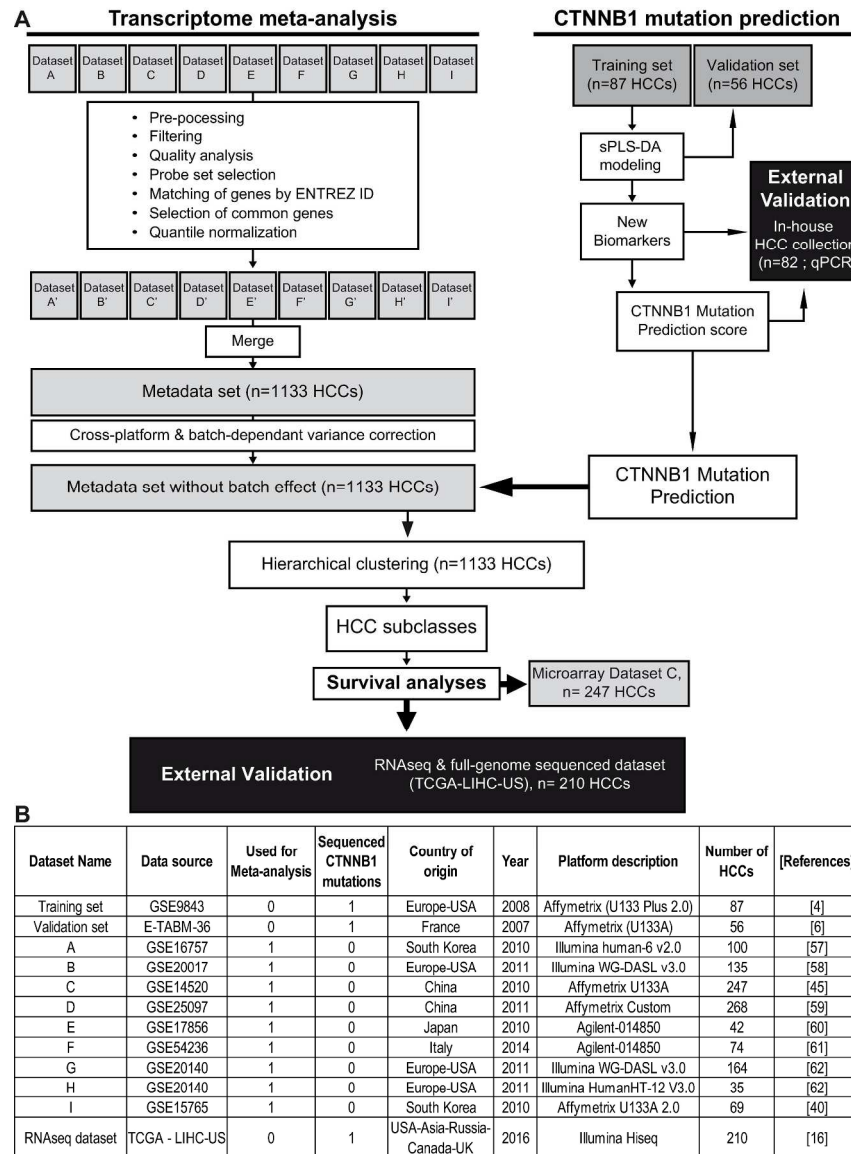 A
Transcriptome meta-analysis
CTNNB1 mutation prediction
Dataset A
Dataset B
Dataset C
Dataset D
Dataset E
Dataset F
Dataset G
Dataset H
Dataset I
• Pre-pocessing
• Filtering
• Quality analysis
• Probe set selection
• Matching of genes by ENTREZ ID
• Selection of common genes
• Quantile normalization
Dataset A'
Dataset B'
Dataset C'
Dataset D'
Dataset E'
Dataset F'
Dataset G'
Dataset H'
Dataset I'
Merge
Metadata set (n=1133 HCCs)
Cross-platform & batch-dependant variance correction
Metadata set without batch effect (n=1133 HCCs)
Training set
(n=87 HCCs)
Validation set
(n=56 HCCs)
sPLS-DA
modeling
New
Biomarkers
External
Validation
In-house
HCC collection
(n=82 ; qPCR
CTNNB1 Mutation
Prediction score
CTNNB1 Mutation
Prediction
Hierarchical clustering (n=1133 HCCs)
HCC subclasses
Survival analyses
Microarray Dataset C,
n= 247 HCCs
External Validation
RNAseq & full-genome sequenced dataset
(TCGA-LIHC-US), n= 210 HCCs
B
Dataset Name Data source Used for Meta-analysis Sequenced CTNNB1 mutations Country of origin Year Platform description Number of HCCs [References]
Training set GSE9843 0 1 Europe-USA 2008 Affymetrix (U133 Plus 2.0) 87 [4]
Validation set E-TABM-36 0 1 France 2007 Affymetrix (U133A) 56 [6]
A GSE16757 1 0 South Korea 2010 Illumina human-6 v2.0 100 [57]
B GSE20017 1 0 Europe-USA 2011 Illumina WG-DASL v3.0 135 [58]
C GSE14520 1 0 China 2010 Affymetrix U133A 247 [45]
D GSE25097 1 0 China 2011 Affymetrix Custom 268 [59]
E GSE17856 1 0 Japan 2010 Agilent-014850 42 [60]
F GSE54236 1 0 Italy 2014 Agilent-014850 74 [61]
G GSE20140 1 0 Europe-USA 2011 Illumina WG-DASL v3.0 164 [62]
H GSE20140 1 0 Europe-USA 2011 Illumina HumanHT-12 V3.0 35 [62]
I GSE15765 1 0 South Korea 2010 Affymetrix U133A 2.0 69 [40]
RNAseq dataset TCGA - LIHC-US 0 1 USA-Asia-Russia-Canada-UK 2016 Illumina Hiseq 210 [16]